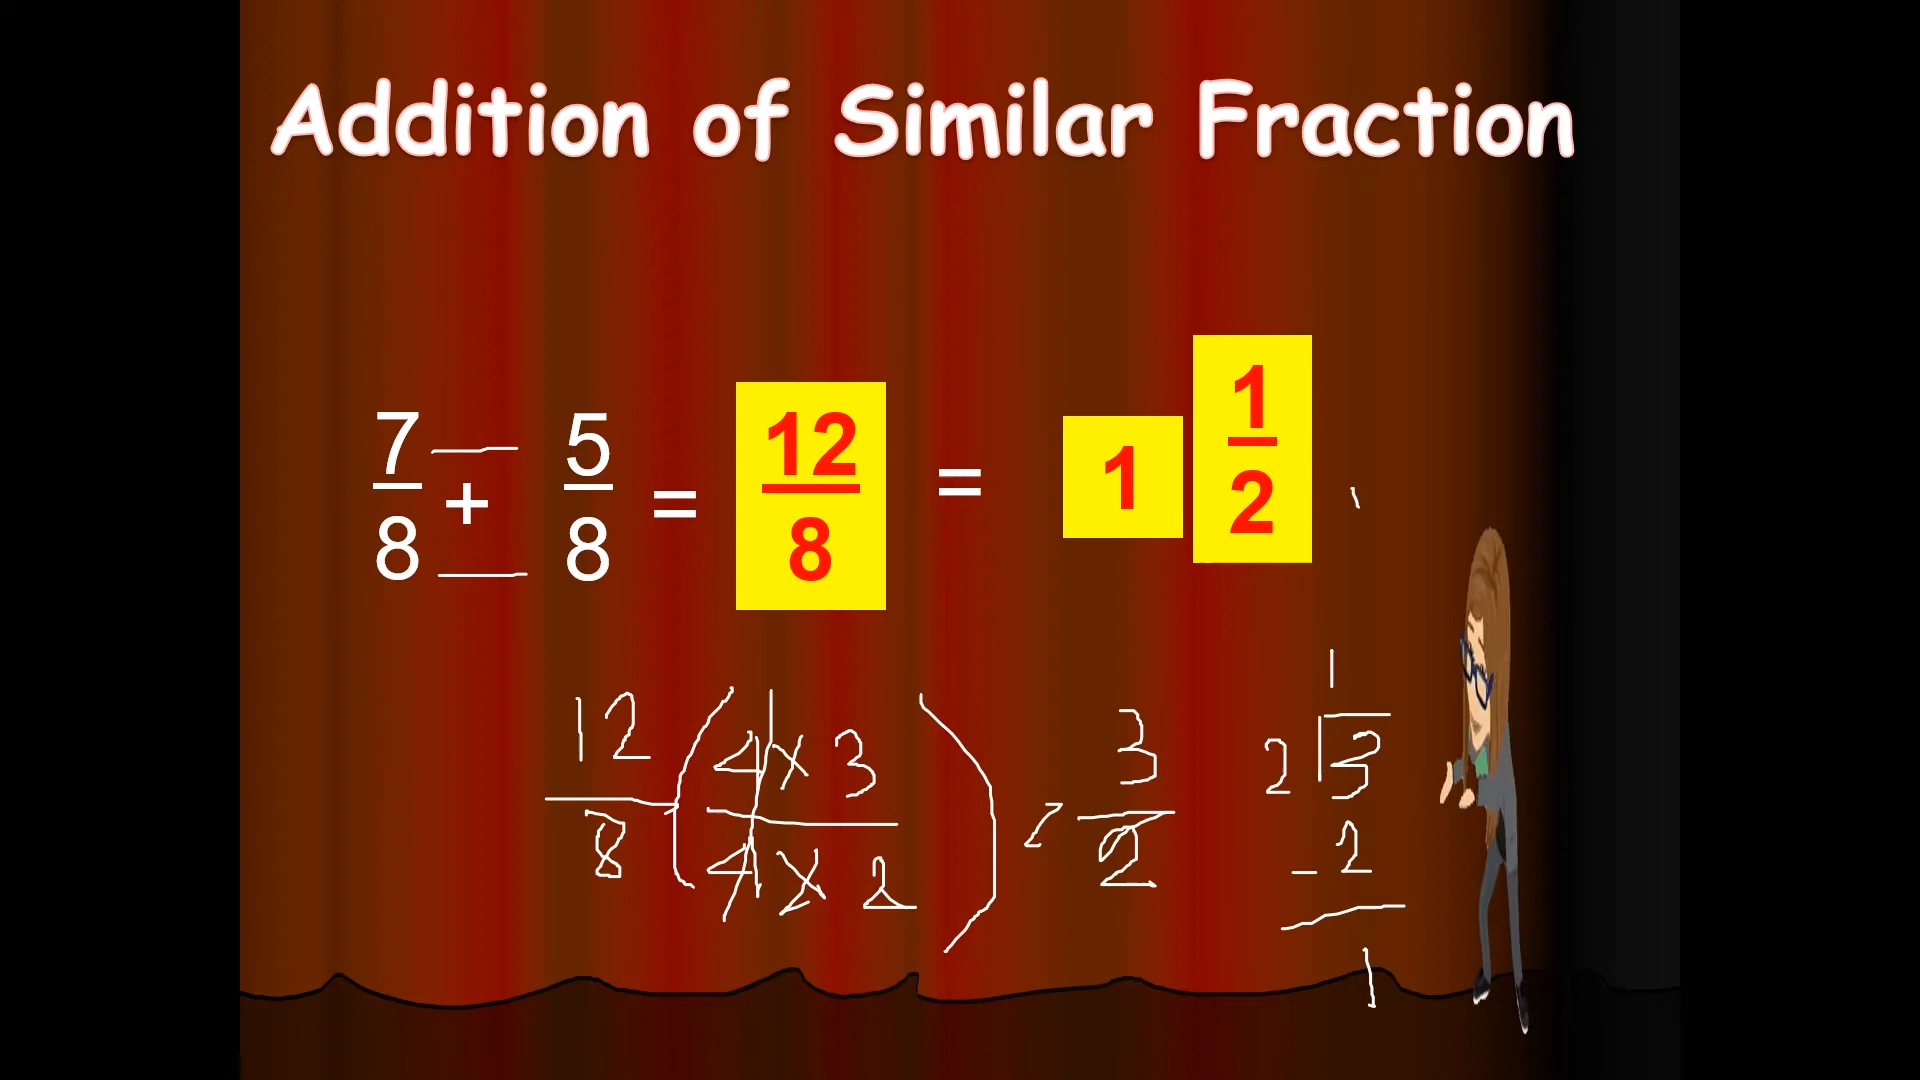 Addition of Similar Fraction
7/8 + 5/8 = 12/8 = 1 1/2
12/8 (4 x 3 / 4 x 2) = 3/2
1
2 3
- 2
1